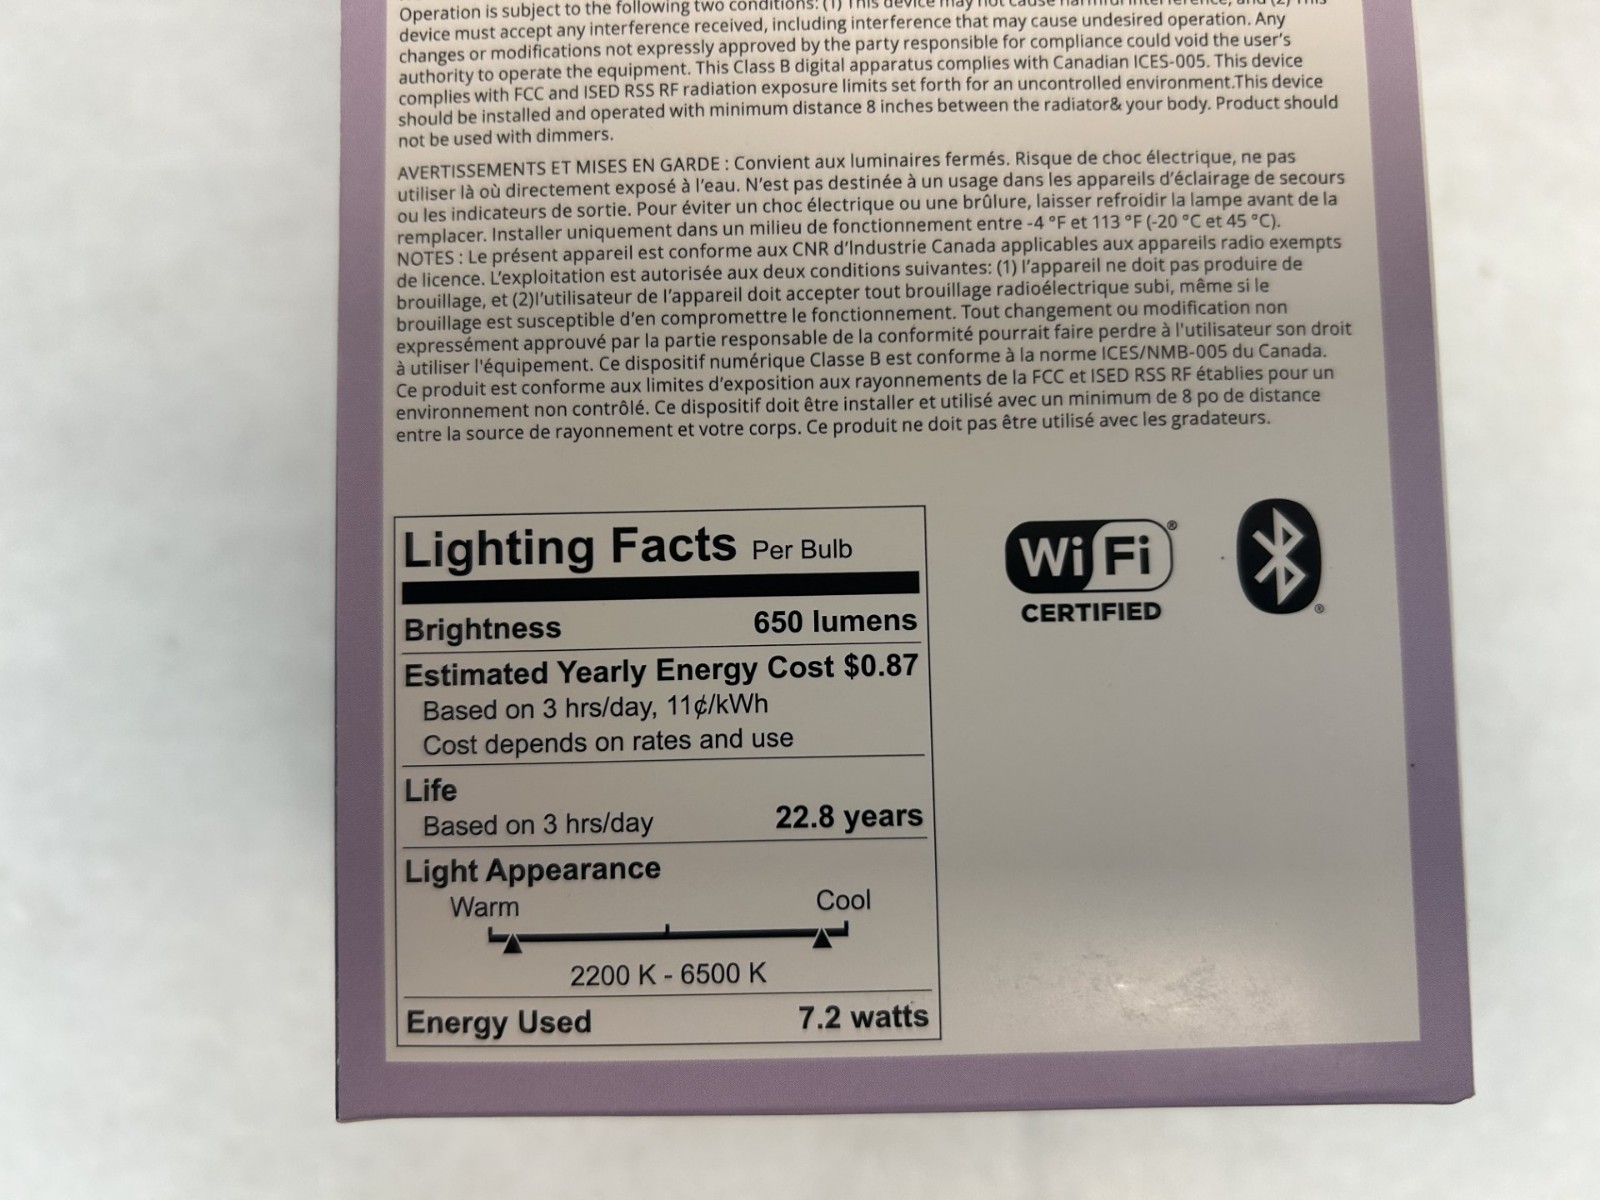 Operation is subject to the following two conditions: (1) This device may not cause harmful interference, and (2) This
device must accept any interference received, including interference that may cause undesired operation. Any
changes or modifications not expressly approved by the party responsible for compliance could void the user's
authority to operate the equipment. This Class B digital apparatus complies with Canadian ICES-005. This device
complies with FCC and ISED RSS RF radiation exposure limits set forth for an uncontrolled environment.This device
should be installed and operated with minimum distance 8 inches between the radiator& your body. Product should
not be used with dimmers.
AVERTISSEMENTS ET MISES EN GARDE : Convient aux luminaires fermés. Risque de choc électrique, ne pas
utiliser là où directement exposé à l'eau. N'est pas destinée à un usage dans les appareils d'éclairage de secours
ou les indicateurs de sortie. Pour éviter un choc électrique ou une brûlure, laisser refroidir la lampe avant de la
remplacer. Installer uniquement dans un milieu de fonctionnement entre -4 °F et 113 °F (-20 °C et 45 °C).
NOTES : Le présent appareil est conforme aux CNR d'Industrie Canada applicables aux appareils radio exempts
de licence. L'exploitation est autorisée aux deux conditions suivantes: (1) l'appareil ne doit pas produire de
brouillage, et (2)l'utilisateur de l'appareil doit accepter tout brouillage radioélectrique subi, même si le
brouillage est susceptible d'en compromettre le fonctionnement. Tout changement ou modification non
expressément approuvé par la partie responsable de la conformité pourrait faire perdre à l'utilisateur son droit
à utiliser l'équipement. Ce dispositif numérique Classe B est conforme à la norme ICES/NMB-005 du Canada.
Ce produit est conforme aux limites d'exposition aux rayonnements de la FCC et ISED RSS RF établies pour un
environnement non contrôlé. Ce dispositif doit être installer et utilisé avec un minimum de 8 po de distance
entre la source de rayonnement et votre corps. Ce produit ne doit pas être utilisé avec les gradateurs.
Lighting Facts Per Bulb
Brightness 650 lumens
Estimated Yearly Energy Cost $0.87
Based on 3 hrs/day, 11¢/kWh
Cost depends on rates and use
Life
Based on 3 hrs/day 22.8 years
Light Appearance
Warm Cool
2200 K - 6500 K
Energy Used 7.2 watts
Wi Fi ®
CERTIFIED
®